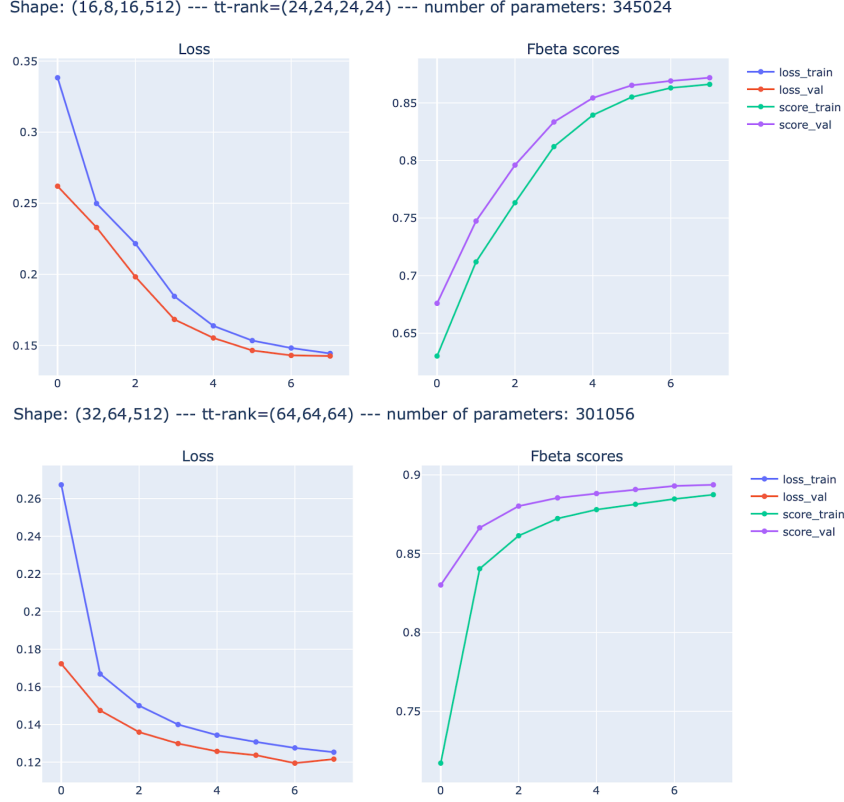 Shape: (16,8,16,512) --- tt-rank=(24,24,24,24) --- number of parameters: 345024
Loss
Fbeta scores
0.35
0.3
0.25
0.2
0.15
0 2 4 6
0.85
0.8
0.75
0.7
0.65
0 2 4 6
loss_train
loss_val
score_train
score_val
Shape: (32,64,512) --- tt-rank=(64,64,64) --- number of parameters: 301056
Loss
Fbeta scores
0.26
0.24
0.22
0.2
0.18
0.16
0.14
0.12
0 2 4 6
0.9
0.85
0.8
0.75
0 2 4 6
loss_train
loss_val
score_train
score_val